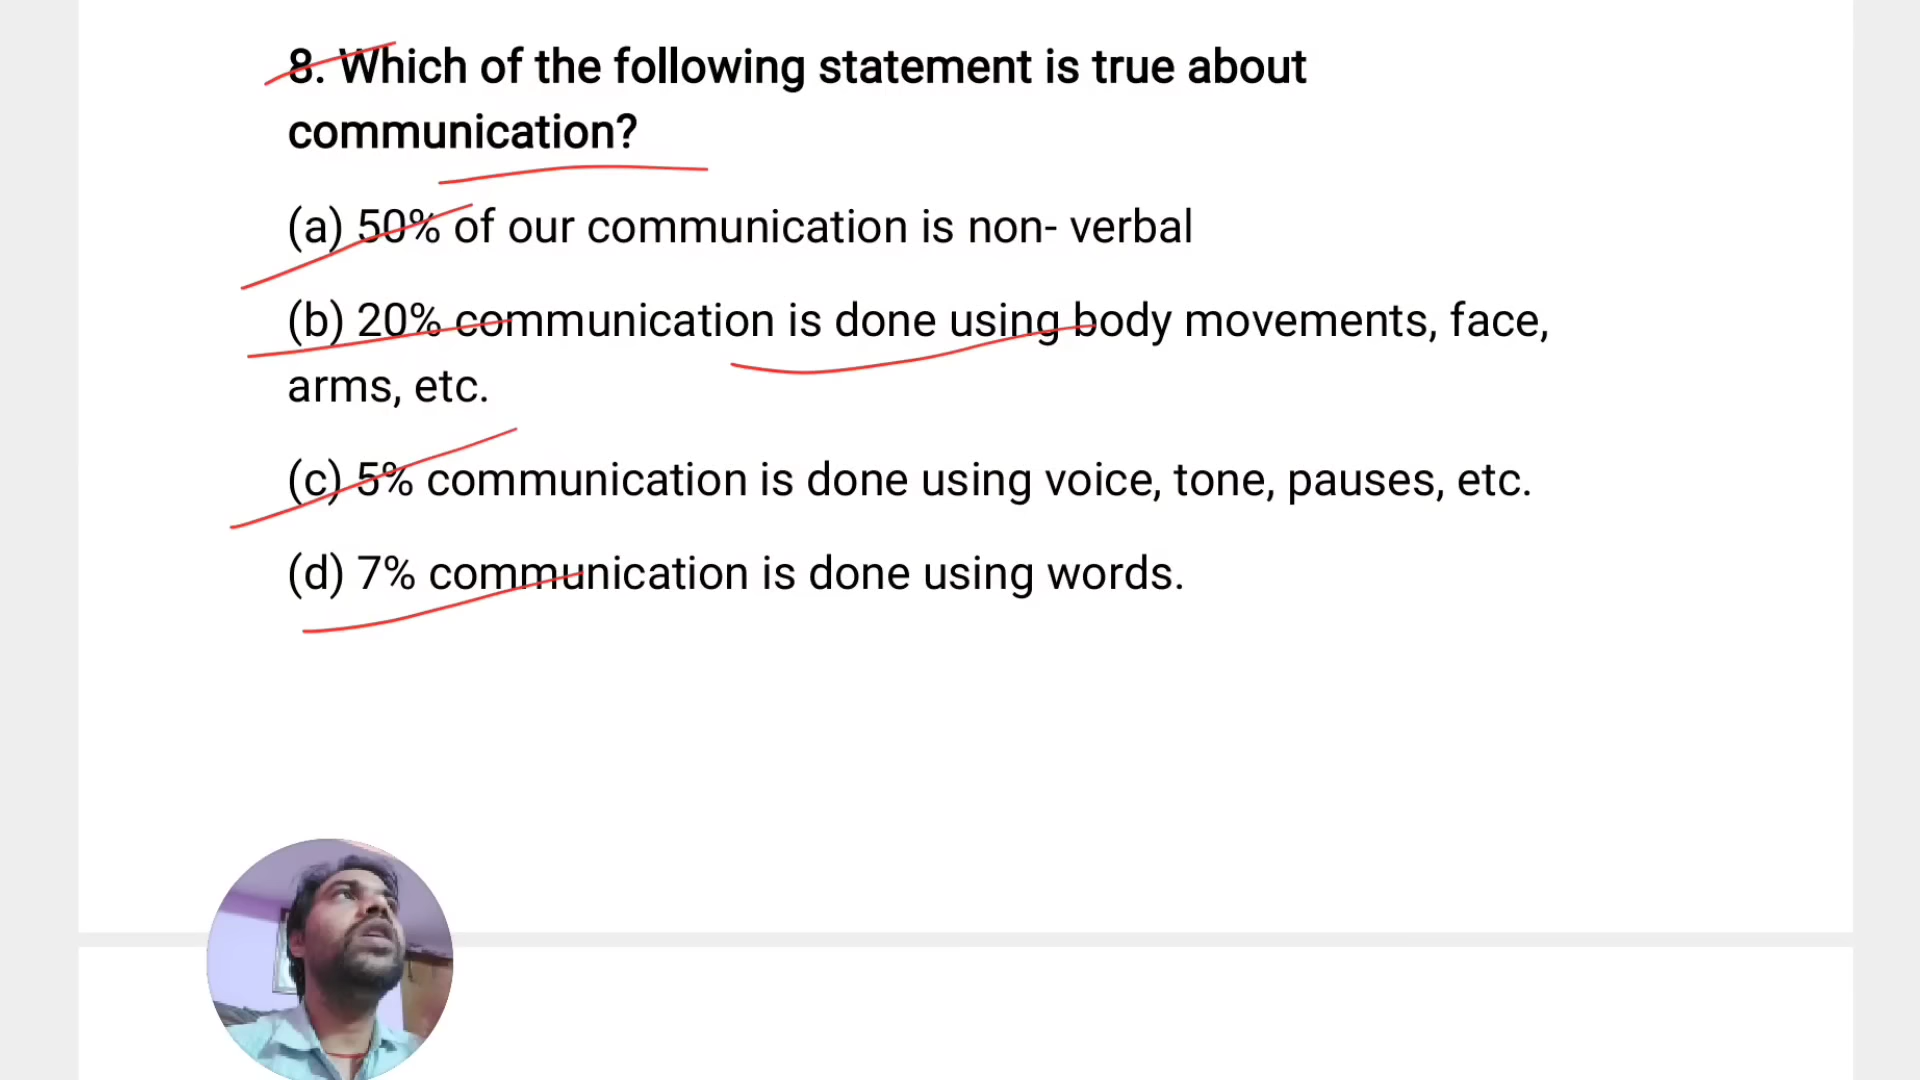 8. Which of the following statement is true about
communication?
(a) 50% of our communication is non- verbal
(b) 20% communication is done using body movements, face,
arms, etc.
(c) 5% communication is done using voice, tone, pauses, etc.
(d) 7% communication is done using words.